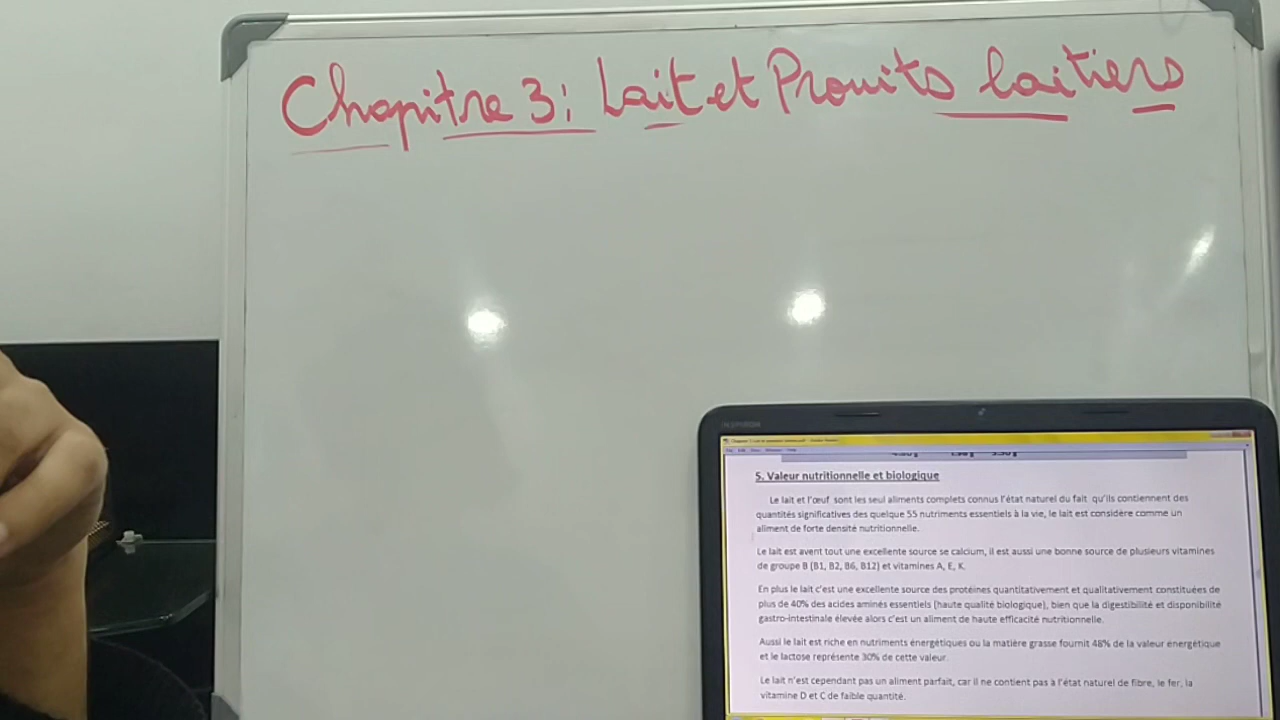 Chapitre 3: Lait et Prouits laitiers
5. Valeur nutritionnelle et biologique
Le lait et l'œuf sont les seul aliments complets connus l'état naturel du fait qu'ils contiennent des
quantités significatives des quelque 55 nutriments essentiels à la vie, le lait est considère comme un
aliment de forte densité nutritionnelle.
Le lait est avent tout une excellente source se calcium, il est aussi une bonne source de plusieurs vitamines
de groupe B (B1, B2, B6, B12) et vitamines A, E, K.
En plus le lait c'est une excellente source des protéines quantitativement et qualitativement constituées de
plus de 40% des acides aminés essentiels (haute qualité biologique), bien que la digestibilité et disponibilité
gastro-intestinale élevée alors c'est un aliment de haute efficacité nutritionnelle.
Aussi le lait est riche en nutriments énergétiques ou la matière grasse fournit 48% de la valeur énergétique
et le lactose représente 30% de cette valeur.
Le lait n'est cependant pas un aliment parfait, car il ne contient pas à l'état naturel de fibre, le fer, la
vitamine D et C de faible quantité.